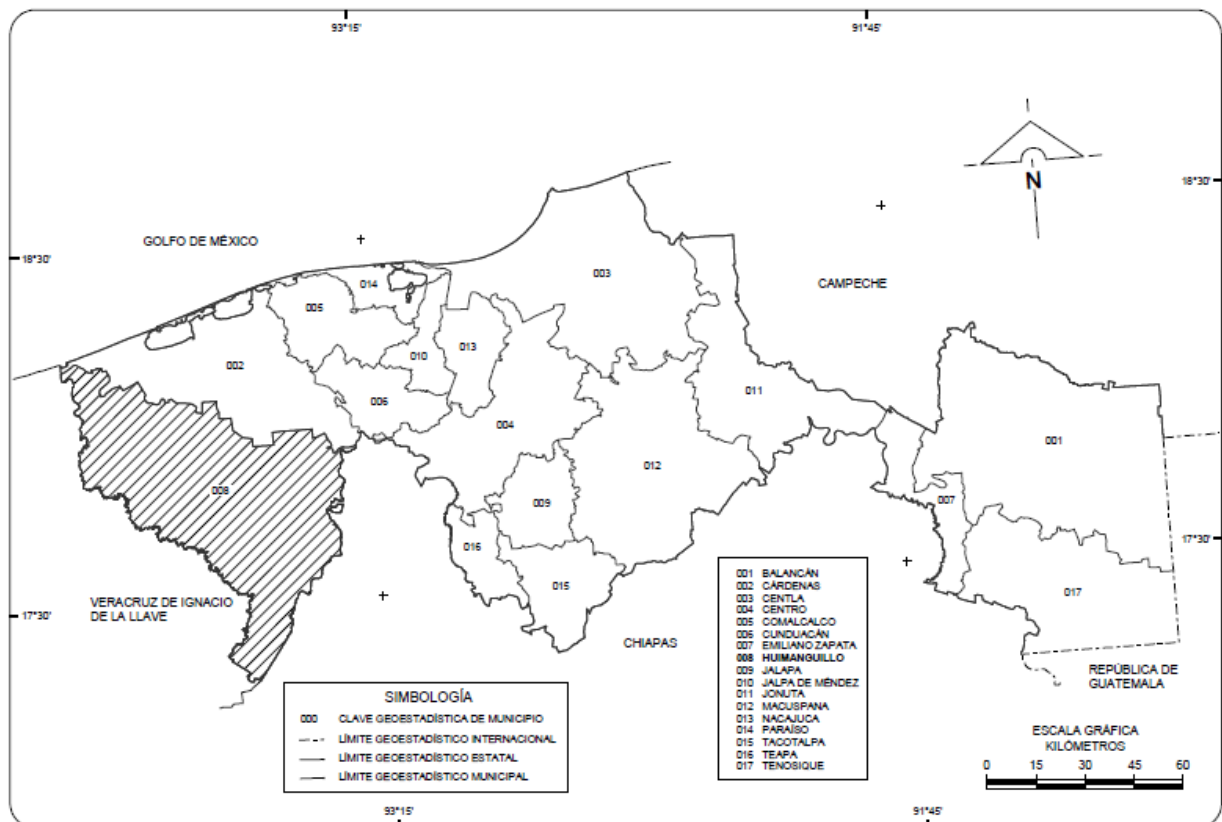 93°15'
91°45'
18°30'
N
GOLFO DE MÉXICO
18°30'
003
CAMPECHE
014
005
013
010
002
006
011
004
001
012
008
009
007
016
17°30'
015
017
VERACRUZ DE IGNACIO
DE LA LLAVE
17°30'
CHIAPAS
REPÚBLICA DE
GUATEMALA
001 BALANCÁN
002 CÁRDENAS
003 CENTLA
004 CENTRO
005 COMALCALCO
006 CUNDUACÁN
007 EMILIANO ZAPATA
008 HUIMANGUILLO
009 JALAPA
010 JALPA DE MÉNDEZ
011 JONUTA
012 MACUSPANA
013 NACAJUCA
014 PARAÍSO
015 TACOTALPA
016 TEAPA
017 TENOSIQUE
SIMBOLOGÍA
000 CLAVE GEOESTADÍSTICA DE MUNICIPIO
LÍMITE GEOESTADÍSTICO INTERNACIONAL
LÍMITE GEOESTADÍSTICO ESTATAL
LÍMITE GEOESTADÍSTICO MUNICIPAL
ESCALA GRÁFICA
KILÓMETROS
0 15 30 45 60
93°15'
91°45'